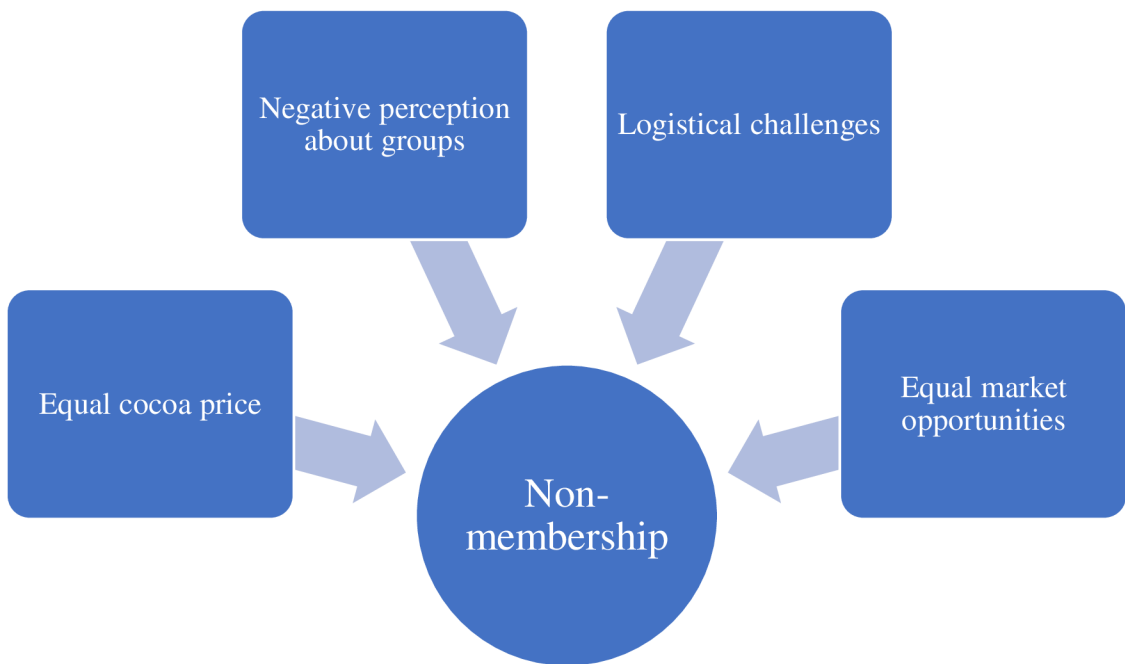 Negative perception
about groups
Logistical challenges
Equal cocoa price
Equal market
opportunities
Non-
membership